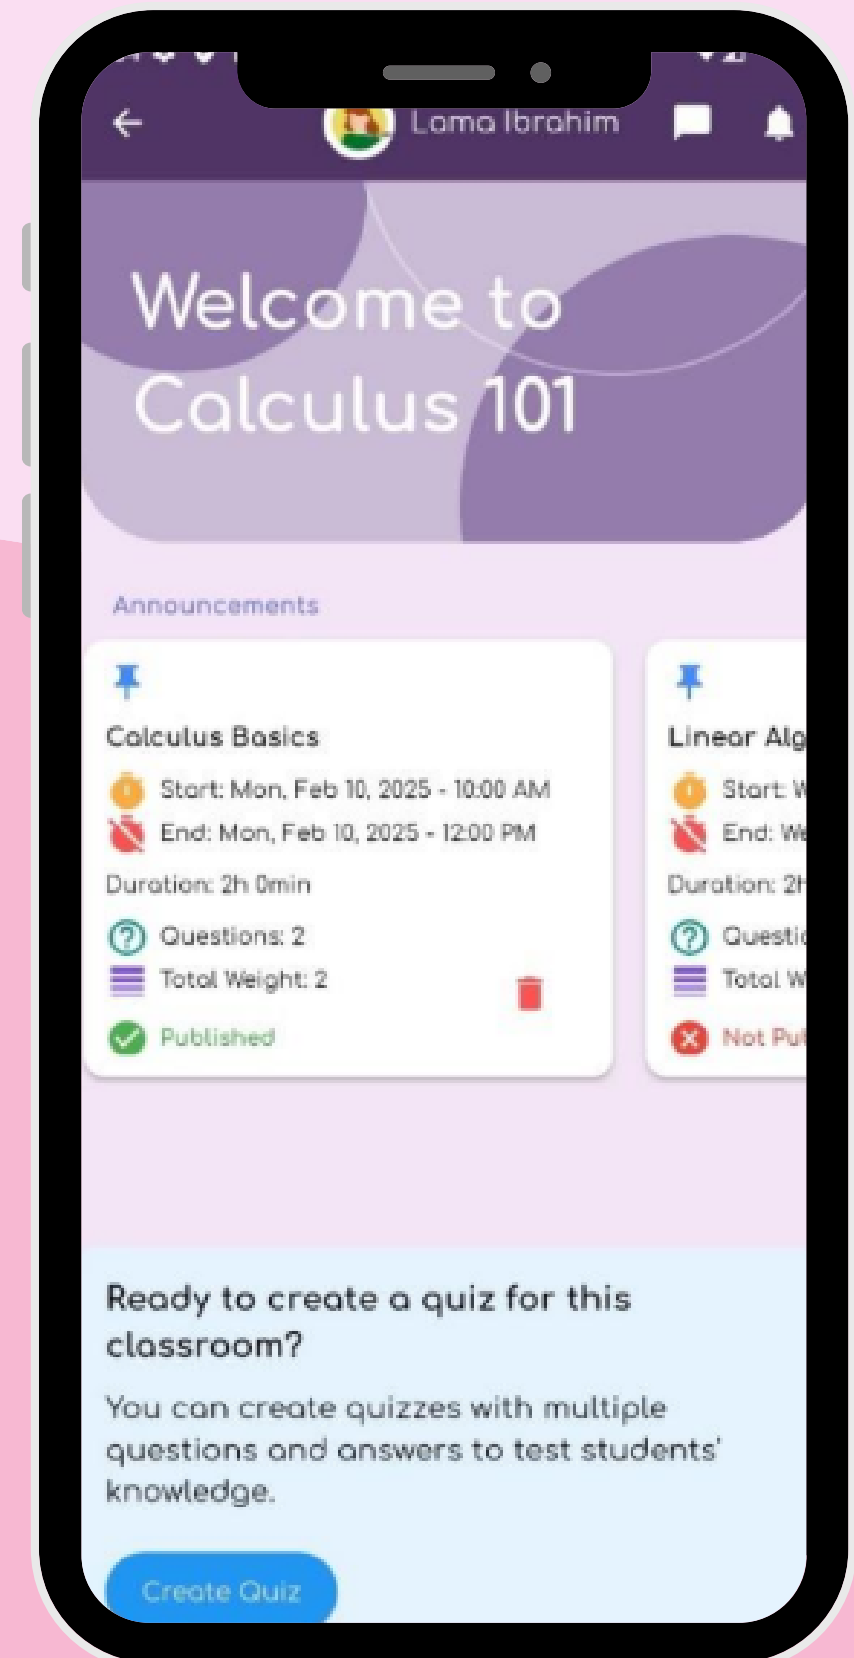 Lama Ibrahim
Welcome to
Calculus 101
Announcements
Calculus Basics
Start: Mon, Feb 10, 2025 - 10:00 AM
End: Mon, Feb 10, 2025 - 12:00 PM
Duration: 2h 0min
Questions: 2
Total Weight: 2
Published
Linear Alg
Start: W
End: We
Duration: 2h
Questio
Total W
Not Pu
Ready to create a quiz for this
classroom?
You can create quizzes with multiple
questions and answers to test students'
knowledge.
Create Quiz